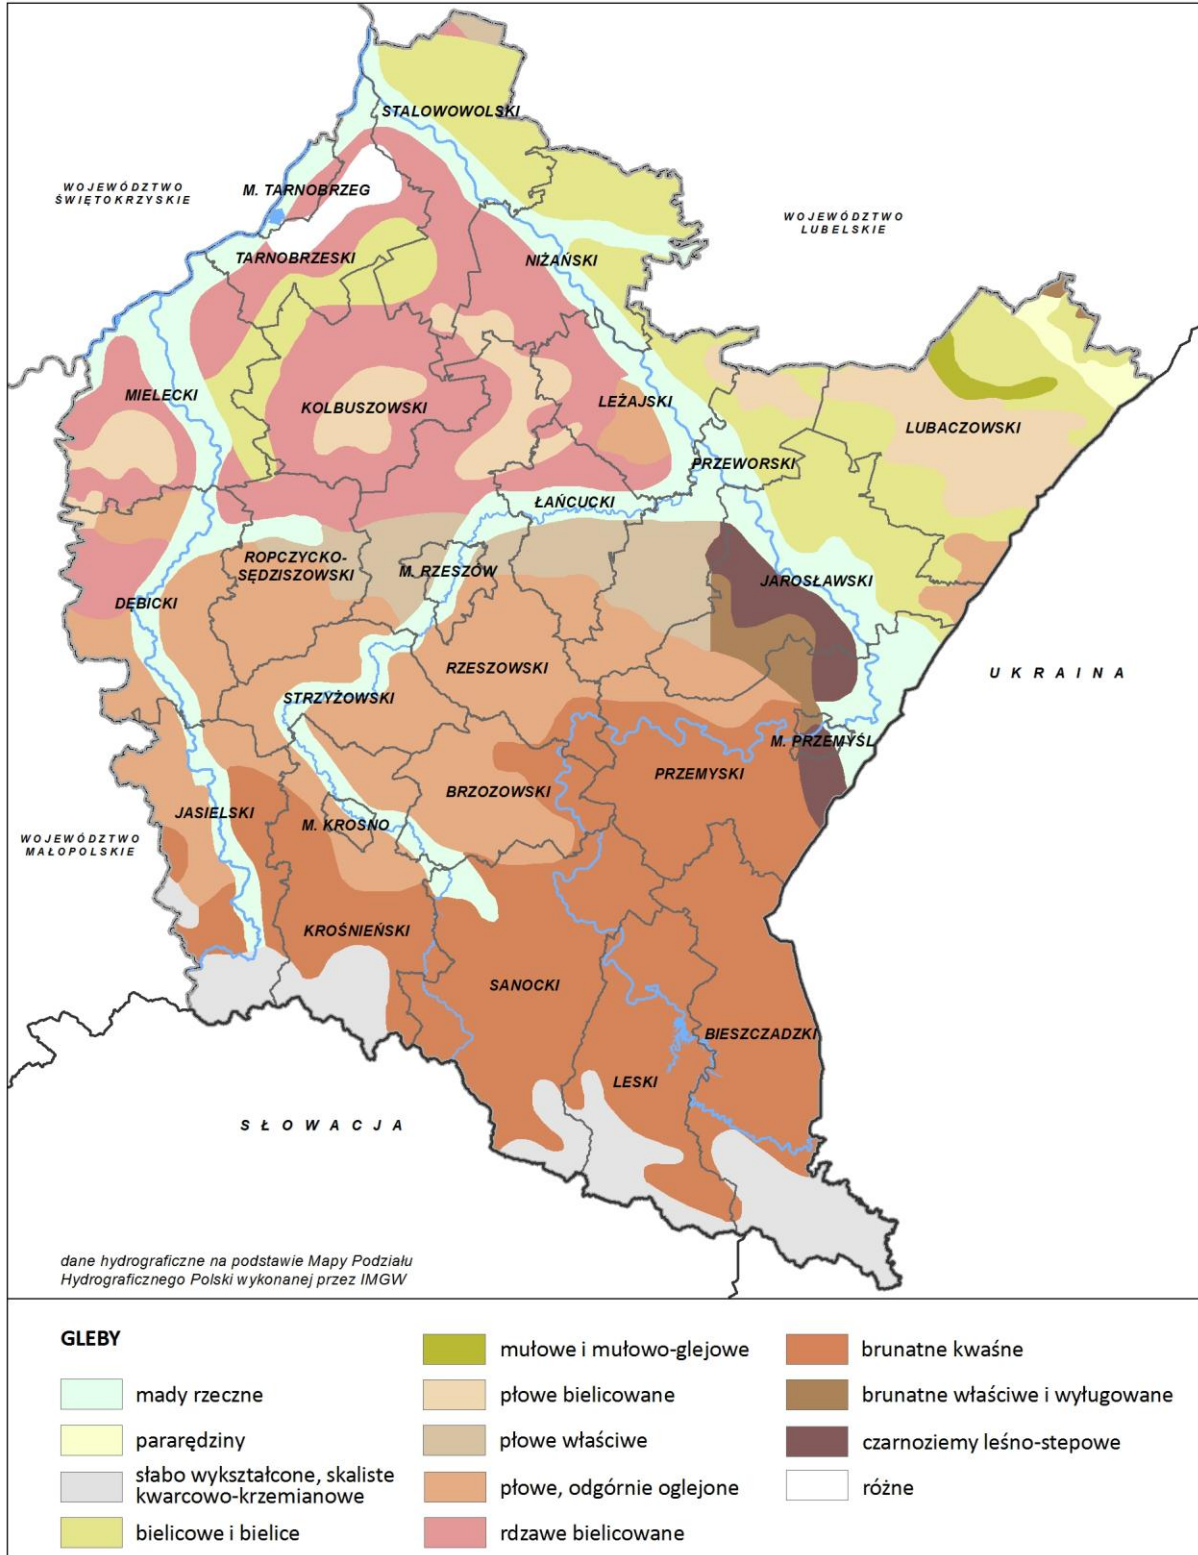 STALOWOWOLSKI
WOJEWÓDZTWO
ŚWIĘTOKRZYSKIE
M. TARNOBRZEG
WOJEWÓDZTWO
LUBELSKIE
TARNOBRZESKI
NIŻAŃSKI
MIELECKI
KOLBUSZOWSKI
LEŻAJSKI
LUBACZOWSKI
PRZEWORSKI
ŁAŃCUCKI
ROPCZYCKO-
SĘDZISZOWSKI
M. RZESZÓW
JAROSŁAWSKI
DĘBICKI
RZESZOWSKI
UKRAINA
STRZYŻOWSKI
M. PRZEMYŚL
PRZEMYSKI
BRZOZOWSKI
JASIELSKI
M. KROSNO
WOJEWÓDZTWO
MAŁOPOLSKIE
KROŚNIEŃSKI
SANOCKI
BIESZCZADZKI
LESKI
SŁOWACJA
dane hydrograficzne na podstawie Mapy Podziału
Hydrograficznego Polski wykonanej przez IMGW
GLEBY
mady rzeczne
pararędziny
słabo wykształcone, skaliste
kwarcowo-krzemianowe
bielicowe i bielice
mułowe i mułowo-glejowe
płowe bielicowane
płowe właściwe
płowe, odgórnie oglejone
rdzawe bielicowane
brunatne kwaśne
brunatne właściwe i wyługowane
czarnoziemy leśno-stepowe
różne